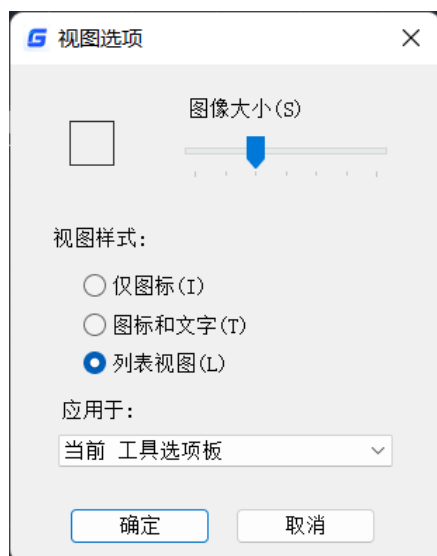 视图选项
图像大小(S)
视图样式:
仅图标(I)
图标和文字(T)
列表视图(L)
应用于:
当前 工具选项板
确定
取消